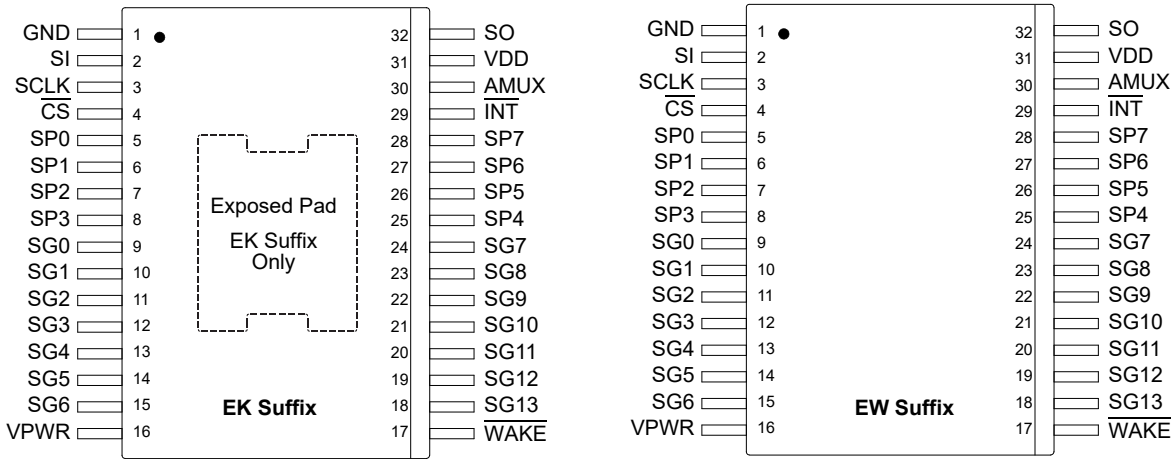 GND 1 32 SO
SI 2 31 VDD
SCLK 3 30 AMUX
CS 4 29 INT
SP0 5 28 SP7
SP1 6 27 SP6
SP2 7 26 SP5
SP3 8 25 SP4
SG0 9 24 SG7
SG1 10 23 SG8
SG2 11 22 SG9
SG3 12 21 SG10
SG4 13 20 SG11
SG5 14 19 SG12
SG6 15 18 SG13
VPWR 16 17 WAKE
Exposed Pad
EK Suffix
Only
EK Suffix
GND 1 32 SO
SI 2 31 VDD
SCLK 3 30 AMUX
CS 4 29 INT
SP0 5 28 SP7
SP1 6 27 SP6
SP2 7 26 SP5
SP3 8 25 SP4
SG0 9 24 SG7
SG1 10 23 SG8
SG2 11 22 SG9
SG3 12 21 SG10
SG4 13 20 SG11
SG5 14 19 SG12
SG6 15 18 SG13
VPWR 16 17 WAKE
EW Suffix